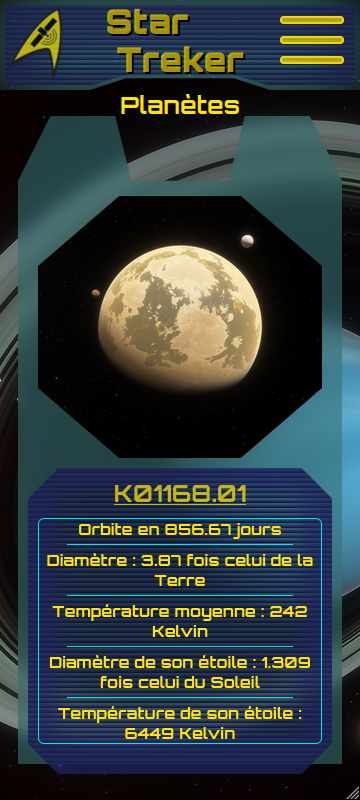 Star
Treker
Planètes
K01168.01
Orbite en 856.67 jours
Diamètre : 3.87 fois celui de la
Terre
Température moyenne : 242
Kelvin
Diamètre de son étoile : 1.309
fois celui du Soleil
Température de son étoile :
6449 Kelvin